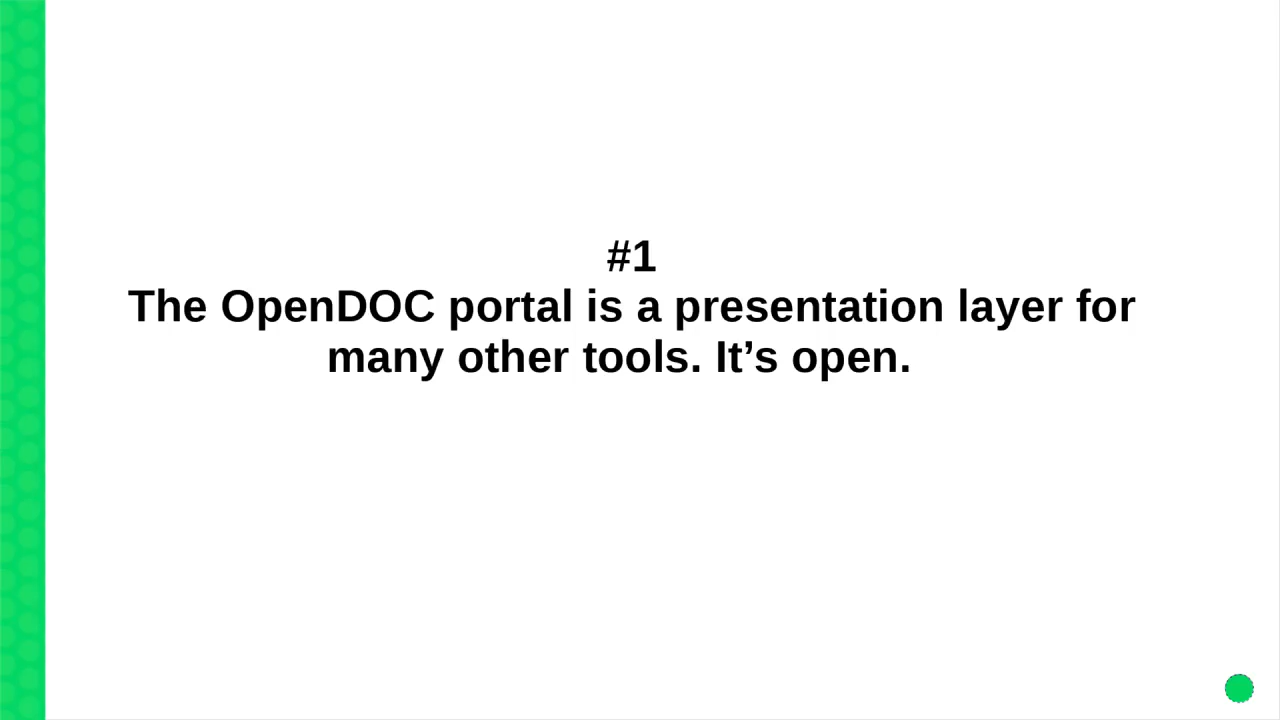 #1
The OpenDOC portal is a presentation layer for
many other tools. It’s open.